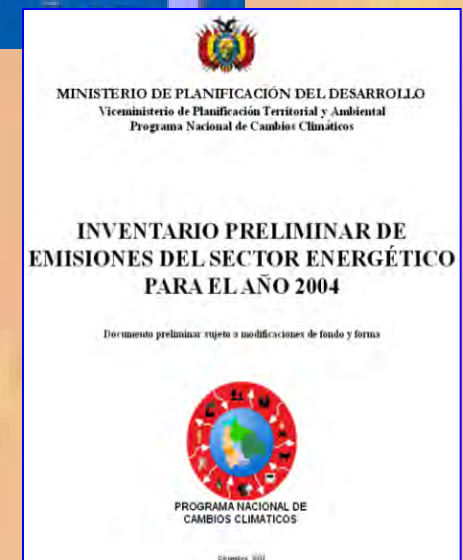 MINISTERIO DE PLANIFICACIÓN DEL DESARROLLO
Viceministerio de Planificación Territorial y Ambiental
Programa Nacional de Cambios Climáticos
INVENTARIO PRELIMINAR DE
EMISIONES DEL SECTOR ENERGÉTICO
PARA EL AÑO 2004
Documento preliminar sujeto a modificaciones de fondo y forma
PROGRAMA NACIONAL DE
CAMBIOS CLIMATICOS